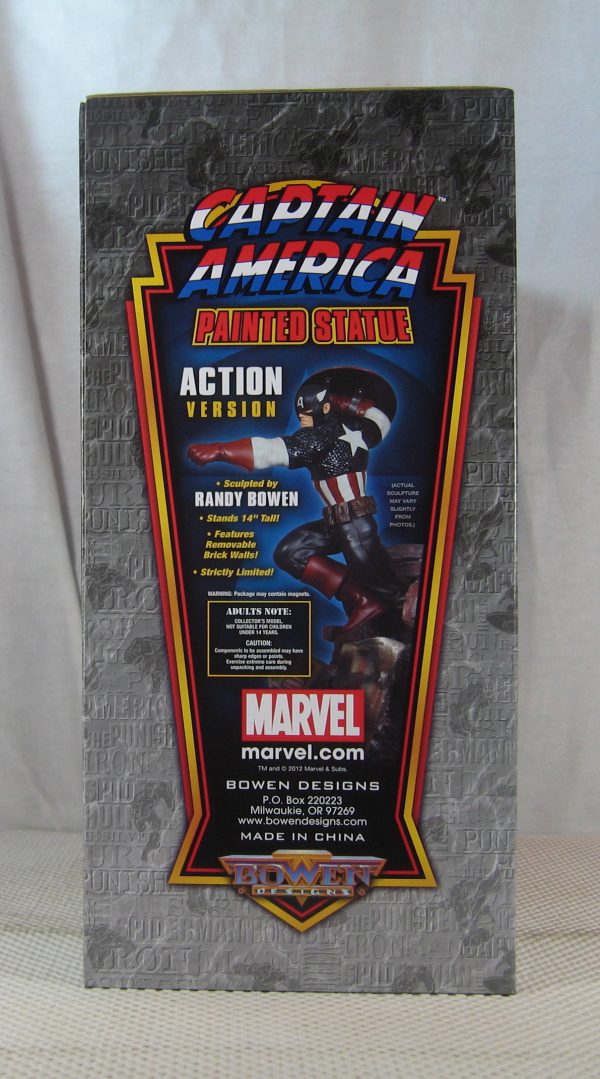 CAPTAIN™
AMERICA
PAINTED STATUE
ACTION
VERSION
A
• Sculpted by
RANDY BOWEN
• Stands 14" Tall!
• Features
Removable
Brick Walls!
• Strictly Limited!
(ACTUAL
SCULPTURE
MAY VARY
SLIGHTLY
FROM
PHOTOS.)
WARNING: Package may contain magnets.
ADULTS NOTE:
COLLECTOR'S MODEL.
NOT SUITABLE FOR CHILDREN
UNDER 14 YEARS.
CAUTION:
Components to be assembled may have
sharp edges or points.
Exercise extreme care during
unpacking and assembly.
MARVEL
marvel.com
TM and © 2012 Marvel & Subs.
BOWEN DESIGNS
P.O. Box 220223
Milwaukie, OR 97269
www.bowendesigns.com
MADE IN CHINA
BOWEN
DESIGNS